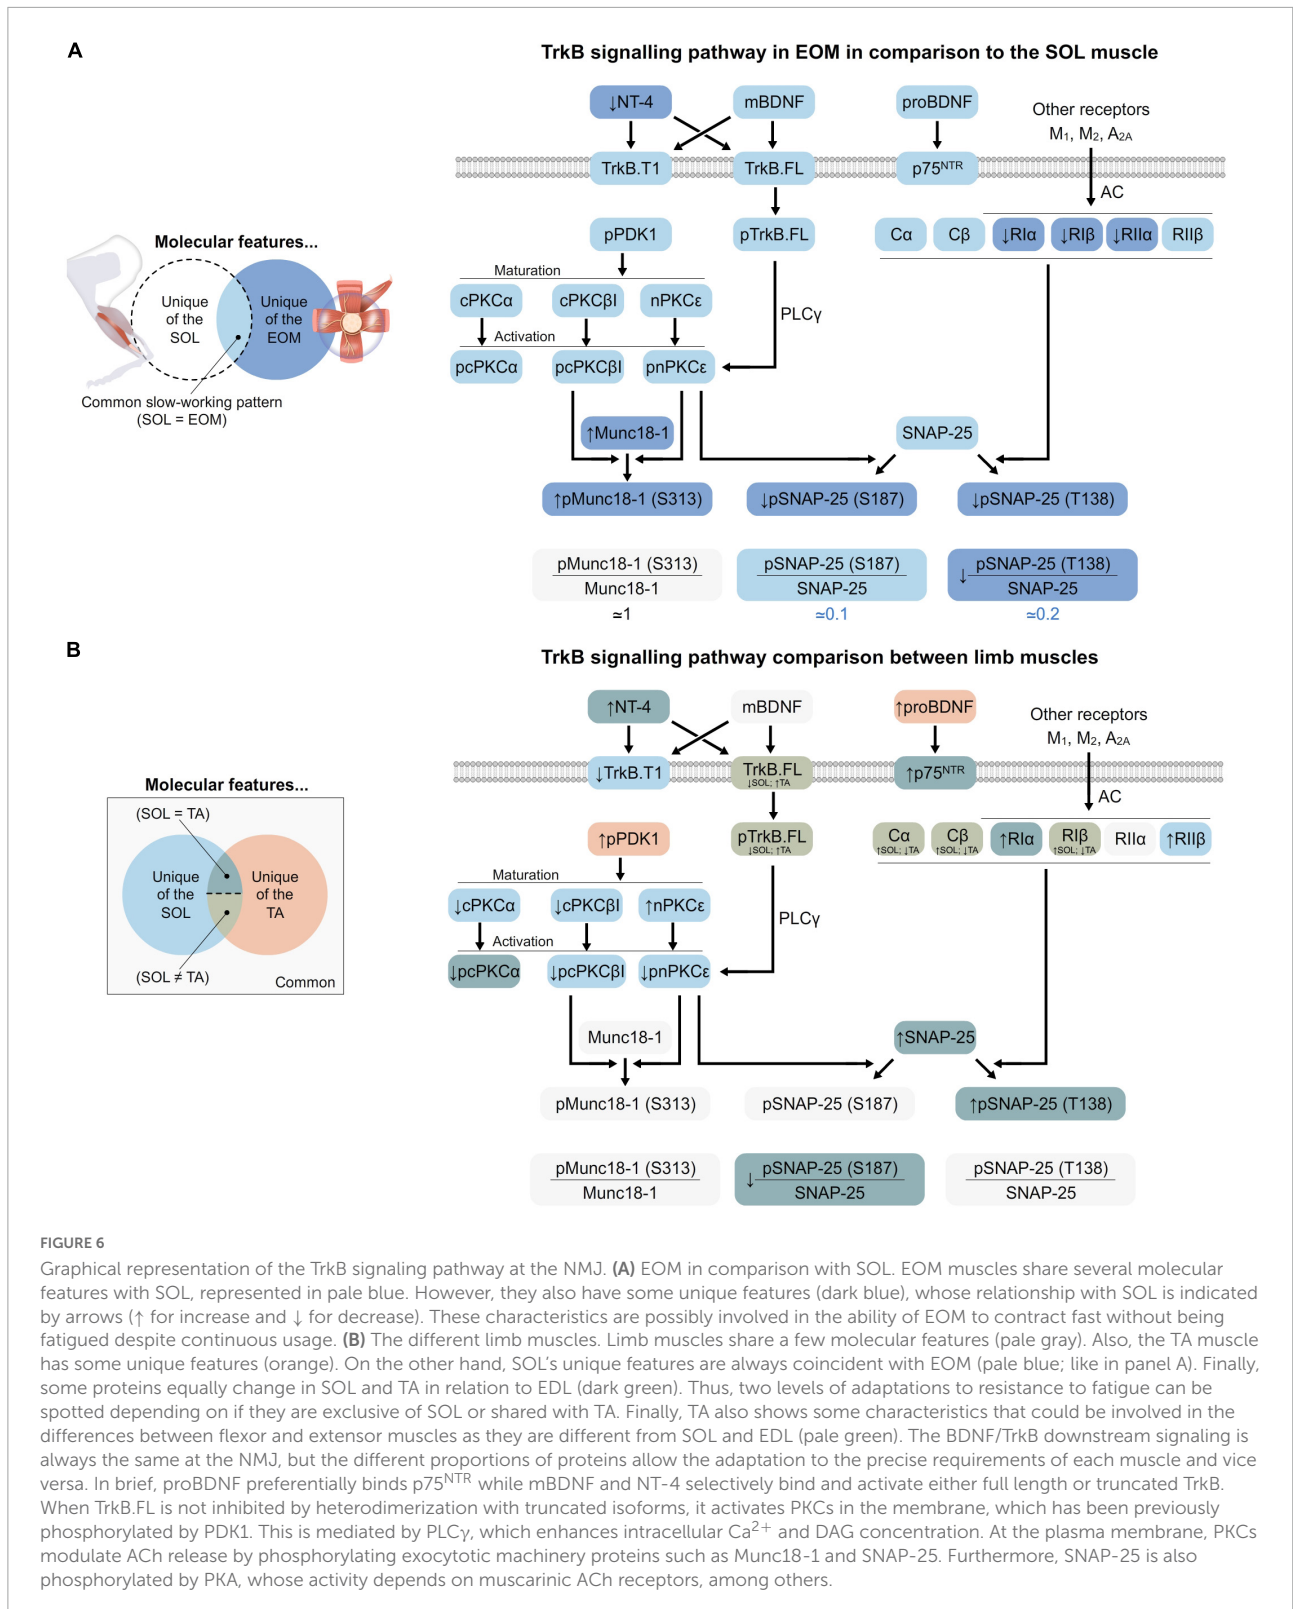 A
TrkB signalling pathway in EOM in comparison to the SOL muscle
↓NT-4
mBDNF
proBDNF
Other receptors
M1, M2, A2A
TrkB.T1
TrkB.FL
p75NTR
AC
pPDK1
pTrkB.FL
Cα
Cβ
↓RIα
↓RIβ
↓RIIα
RIIβ
Molecular features...
Unique
of the
SOL
Unique
of the
EOM
Common slow-working pattern
(SOL = EOM)
Maturation
cPKCα
cPKCβI
nPKCε
PLCγ
Activation
pcPKCα
pcPKCβI
pnPKCε
↑Munc18-1
SNAP-25
↑pMunc18-1 (S313)
↓pSNAP-25 (S187)
↓pSNAP-25 (T138)
pMunc18-1 (S313)
Munc18-1
≃1
pSNAP-25 (S187)
SNAP-25
≃0.1
↓ pSNAP-25 (T138)
SNAP-25
≃0.2
B
TrkB signalling pathway comparison between limb muscles
↑NT-4
mBDNF
↑proBDNF
Other receptors
M1, M2, A2A
↓TrkB.T1
TrkB.FL
↓SOL; ↑TA
↑p75NTR
AC
↑pPDK1
pTrkB.FL
↓SOL; ↑TA
Cα
↑SOL; ↓TA
Cβ
↑SOL; ↓TA
↑RIα
RIβ
↑SOL; ↓TA
RIIα
↑RIIβ
Molecular features...
(SOL = TA)
Unique
of the
SOL
Unique
of the
TA
(SOL ≠ TA)
Common
Maturation
↓cPKCα
↓cPKCβI
↑nPKCε
PLCγ
Activation
↓pcPKCα
↓pcPKCβI
↓pnPKCε
Munc18-1
↑SNAP-25
pMunc18-1 (S313)
pSNAP-25 (S187)
↑pSNAP-25 (T138)
pMunc18-1 (S313)
Munc18-1
↓ pSNAP-25 (S187)
SNAP-25
pSNAP-25 (T138)
SNAP-25
FIGURE 6
Graphical representation of the TrkB signaling pathway at the NMJ. (A) EOM in comparison with SOL. EOM muscles share several molecular
features with SOL, represented in pale blue. However, they also have some unique features (dark blue), whose relationship with SOL is indicated
by arrows (↑ for increase and ↓ for decrease). These characteristics are possibly involved in the ability of EOM to contract fast without being
fatigued despite continuous usage. (B) The different limb muscles. Limb muscles share a few molecular features (pale gray). Also, the TA muscle
has some unique features (orange). On the other hand, SOL's unique features are always coincident with EOM (pale blue; like in panel A). Finally,
some proteins equally change in SOL and TA in relation to EDL (dark green). Thus, two levels of adaptations to resistance to fatigue can be
spotted depending on if they are exclusive of SOL or shared with TA. Finally, TA also shows some characteristics that could be involved in the
differences between flexor and extensor muscles as they are different from SOL and EDL (pale green). The BDNF/TrkB downstream signaling is
always the same at the NMJ, but the different proportions of proteins allow the adaptation to the precise requirements of each muscle and vice
versa. In brief, proBDNF preferentially binds p75NTR while mBDNF and NT-4 selectively bind and activate either full length or truncated TrkB.
When TrkB.FL is not inhibited by heterodimerization with truncated isoforms, it activates PKCs in the membrane, which has been previously
phosphorylated by PDK1. This is mediated by PLCγ, which enhances intracellular Ca2+ and DAG concentration. At the plasma membrane, PKCs
modulate ACh release by phosphorylating exocytotic machinery proteins such as Munc18-1 and SNAP-25. Furthermore, SNAP-25 is also
phosphorylated by PKA, whose activity depends on muscarinic ACh receptors, among others.